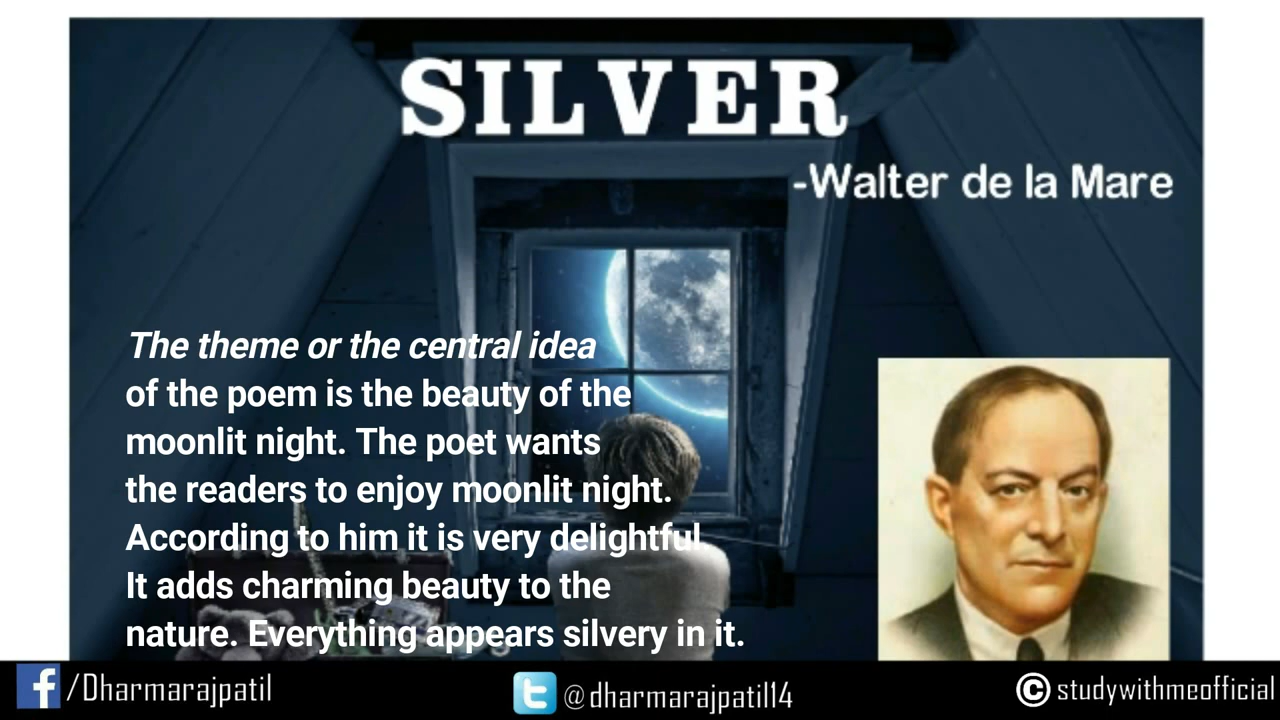 SILVER
-Walter de la Mare
The theme or the central idea
of the poem is the beauty of the
moonlit night. The poet wants
the readers to enjoy moonlit night.
According to him it is very delightful.
It adds charming beauty to the
nature. Everything appears silvery in it.
f /Dharmarajpatil
t @dharmarajpatil14
© studywithmeofficial